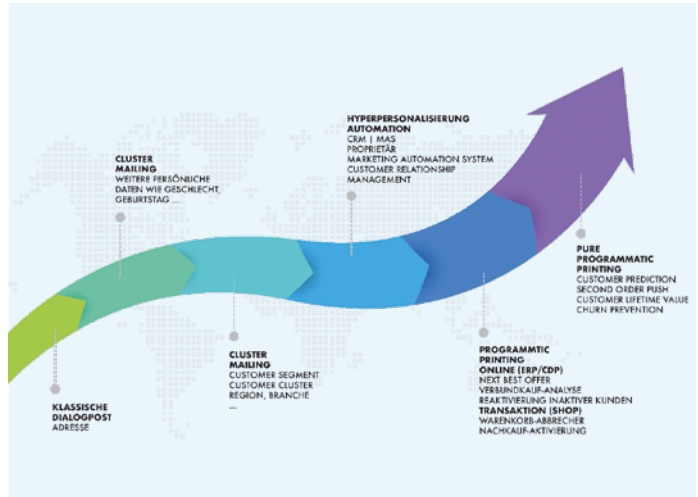 KLASSISCHE
DIALOGPOST
ADRESSE
CLUSTER
MAILING
WEITERE PERSÖNLICHE
DATEN WIE GESCHLECHT,
GEBURTSTAG ...
CLUSTER
MAILING
CUSTOMER SEGMENT
CUSTOMER CLUSTER
REGION, BRANCHE
...
HYPERPERSONALISIERUNG
AUTOMATION
CRM | MAS
PROPRIETÄR
MARKETING AUTOMATION SYSTEM
CUSTOMER RELATIONSHIP
MANAGEMENT
PROGRAMMTIC
PRINTING
ONLINE (ERP/CDP)
NEXT BEST OFFER
VERBUNDKAUF-ANALYSE
REAKTIVIERUNG INAKTIVER KUNDEN
TRANSAKTION (SHOP)
WARENKORB-ABBRECHER
NACHKAUF-AKTIVIERUNG
PURE
PROGRAMMATIC
PRINTING
CUSTOMER PREDICTION
SECOND ORDER PUSH
CUSTOMER LIFETIME VALUE
CHURN PREVENTION